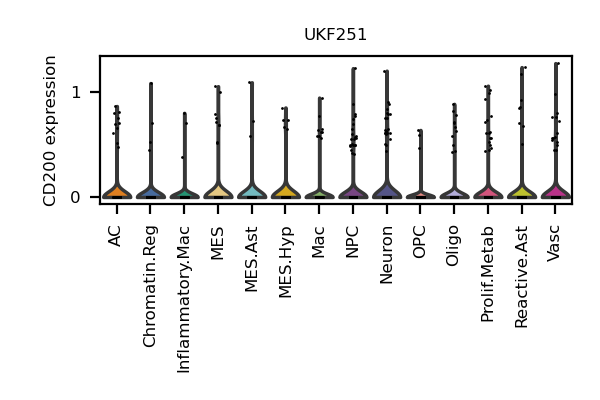 UKF251
CD200 expression
1
0
AC
Chromatin.Reg
Inflammatory.Mac
MES
MES.Ast
MES.Hyp
Mac
NPC
Neuron
OPC
Oligo
Prolif.Metab
Reactive.Ast
Vasc